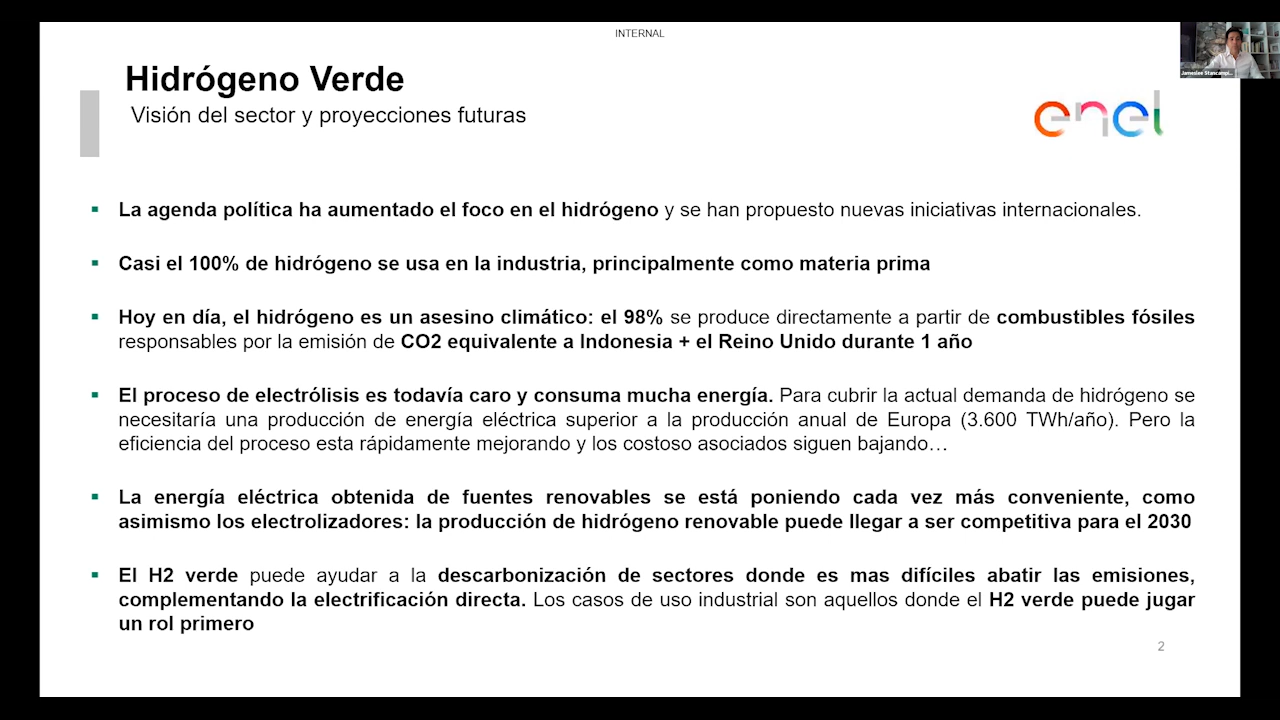 INTERNAL
Hidrógeno Verde
Visión del sector y proyecciones futuras
enel
▪ La agenda política ha aumentado el foco en el hidrógeno y se han propuesto nuevas iniciativas internacionales.
▪ Casi el 100% de hidrógeno se usa en la industria, principalmente como materia prima
▪ Hoy en día, el hidrógeno es un asesino climático: el 98% se produce directamente a partir de combustibles fósiles
responsables por la emisión de CO2 equivalente a Indonesia + el Reino Unido durante 1 año
▪ El proceso de electrólisis es todavía caro y consuma mucha energía. Para cubrir la actual demanda de hidrógeno se
necesitaría una producción de energía eléctrica superior a la producción anual de Europa (3.600 TWh/año). Pero la
eficiencia del proceso esta rápidamente mejorando y los costoso asociados siguen bajando…
▪ La energía eléctrica obtenida de fuentes renovables se está poniendo cada vez más conveniente, como
asimismo los electrolizadores: la producción de hidrógeno renovable puede llegar a ser competitiva para el 2030
▪ El H2 verde puede ayudar a la descarbonización de sectores donde es mas difíciles abatir las emisiones,
complementando la electrificación directa. Los casos de uso industrial son aquellos donde el H2 verde puede jugar
un rol primero
2